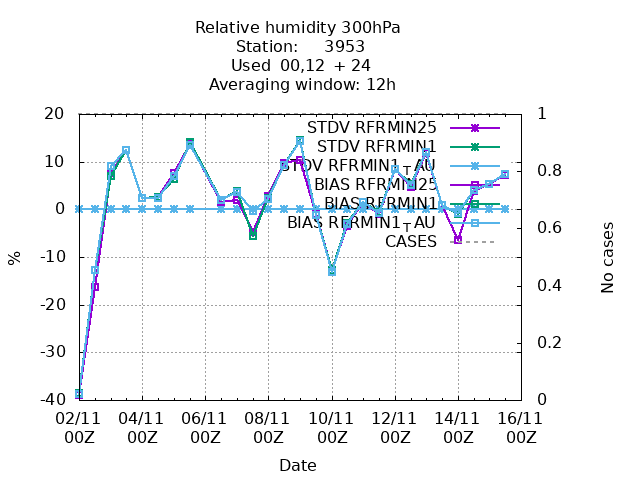 Relative humidity 300hPa
Station: 3953
Used 00,12 + 24
Averaging window: 12h
STDV RFRMIN25
STDV RFRMIN1
STDV RFRMIN1_AU
BIAS RFRMIN25
BIAS RFRMIN1
BIAS RFRMIN1_AU
CASES
20
10
0
-10
-20
-30
-40
%
1
0.8
0.6
0.4
0.2
0
No cases
02/11 04/11 06/11 08/11 10/11 12/11 14/11 16/11
00Z 00Z 00Z 00Z 00Z 00Z 00Z 00Z
Date